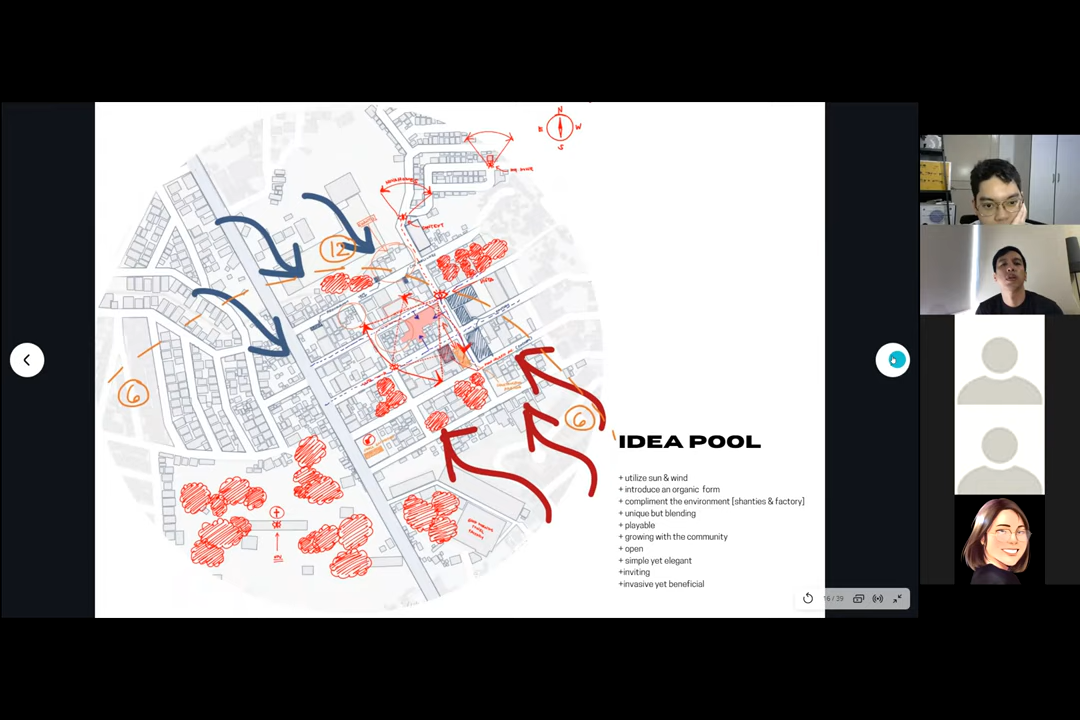 N
E W
S
12
6
6
IDEA POOL
+ utilize sun & wind
+ introduce an organic form
+ compliment the environment [shanties & factory]
+ unique but blending
+ playable
+ growing with the community
+ open
+ simple yet elegant
+inviting
+invasive yet beneficial
16 / 39